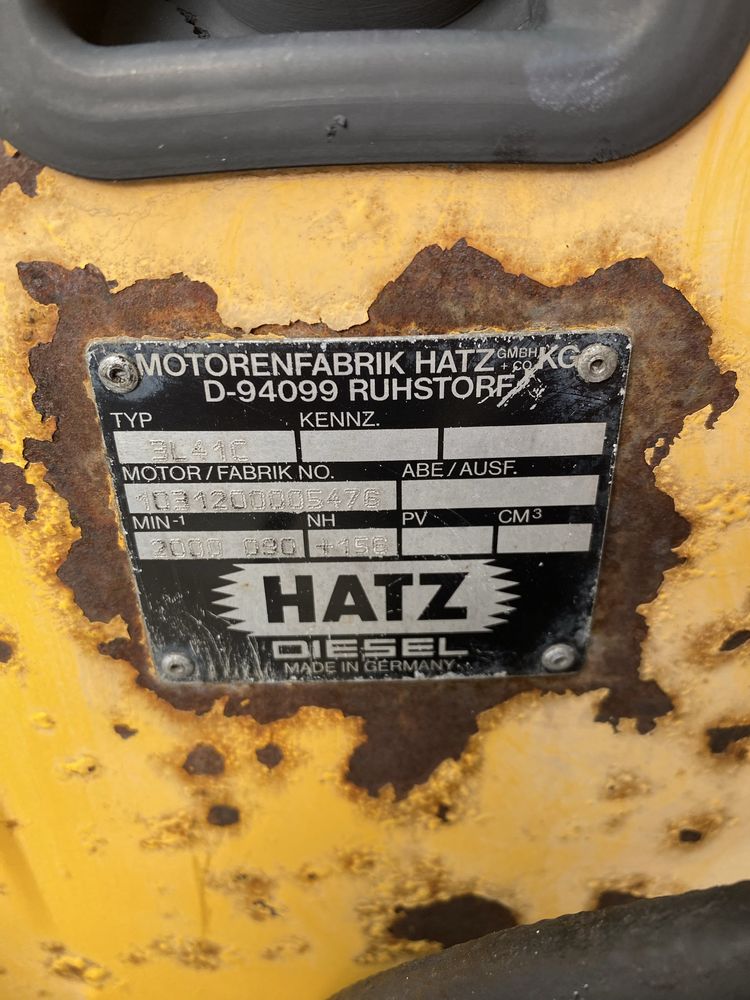 MOTORENFABRIK HATZ GMBH + CO KG
D-94099 RUHSTORF
TYP KENNZ.
3L41C
MOTOR / FABRIK NO. ABE / AUSF.
1031200005476
MIN-1 NH PV CM3
2000 090 +156
HATZ
DIESEL
MADE IN GERMANY